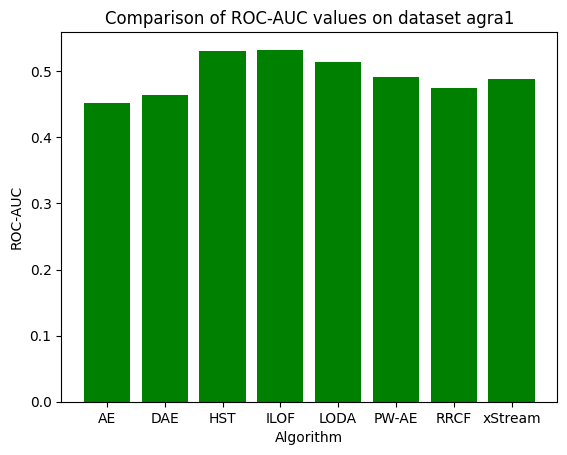 Comparison of ROC-AUC values on dataset agra1
ROC-AUC
0.5
0.4
0.3
0.2
0.1
0.0
AE DAE HST ILOF LODA PW-AE RRCF xStream
Algorithm